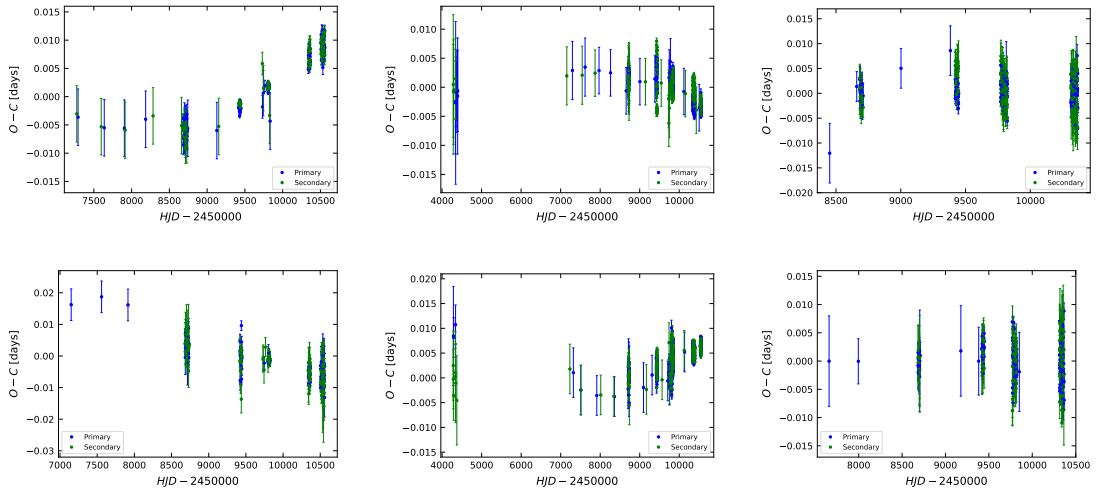 0.015
0.010
0.005
0.000
−0.005
−0.010
−0.015
O − C [days]
7500 8000 8500 9000 9500 10000 10500
HJD − 2450000
Primary
Secondary
0.010
0.005
0.000
−0.005
−0.010
−0.015
O − C [days]
4000 5000 6000 7000 8000 9000 10000
HJD − 2450000
Primary
Secondary
0.015
0.010
0.005
0.000
−0.005
−0.010
−0.015
−0.020
O − C [days]
8500 9000 9500 10000
HJD − 2450000
Primary
Secondary
0.02
0.01
0.00
−0.01
−0.02
−0.03
O − C [days]
7000 7500 8000 8500 9000 9500 10000 10500
HJD − 2450000
Primary
Secondary
0.020
0.015
0.010
0.005
0.000
−0.005
−0.010
−0.015
O − C [days]
4000 5000 6000 7000 8000 9000 10000
HJD − 2450000
Primary
Secondary
0.015
0.010
0.005
0.000
−0.005
−0.010
−0.015
O − C [days]
8000 8500 9000 9500 10000 10500
HJD − 2450000
Primary
Secondary